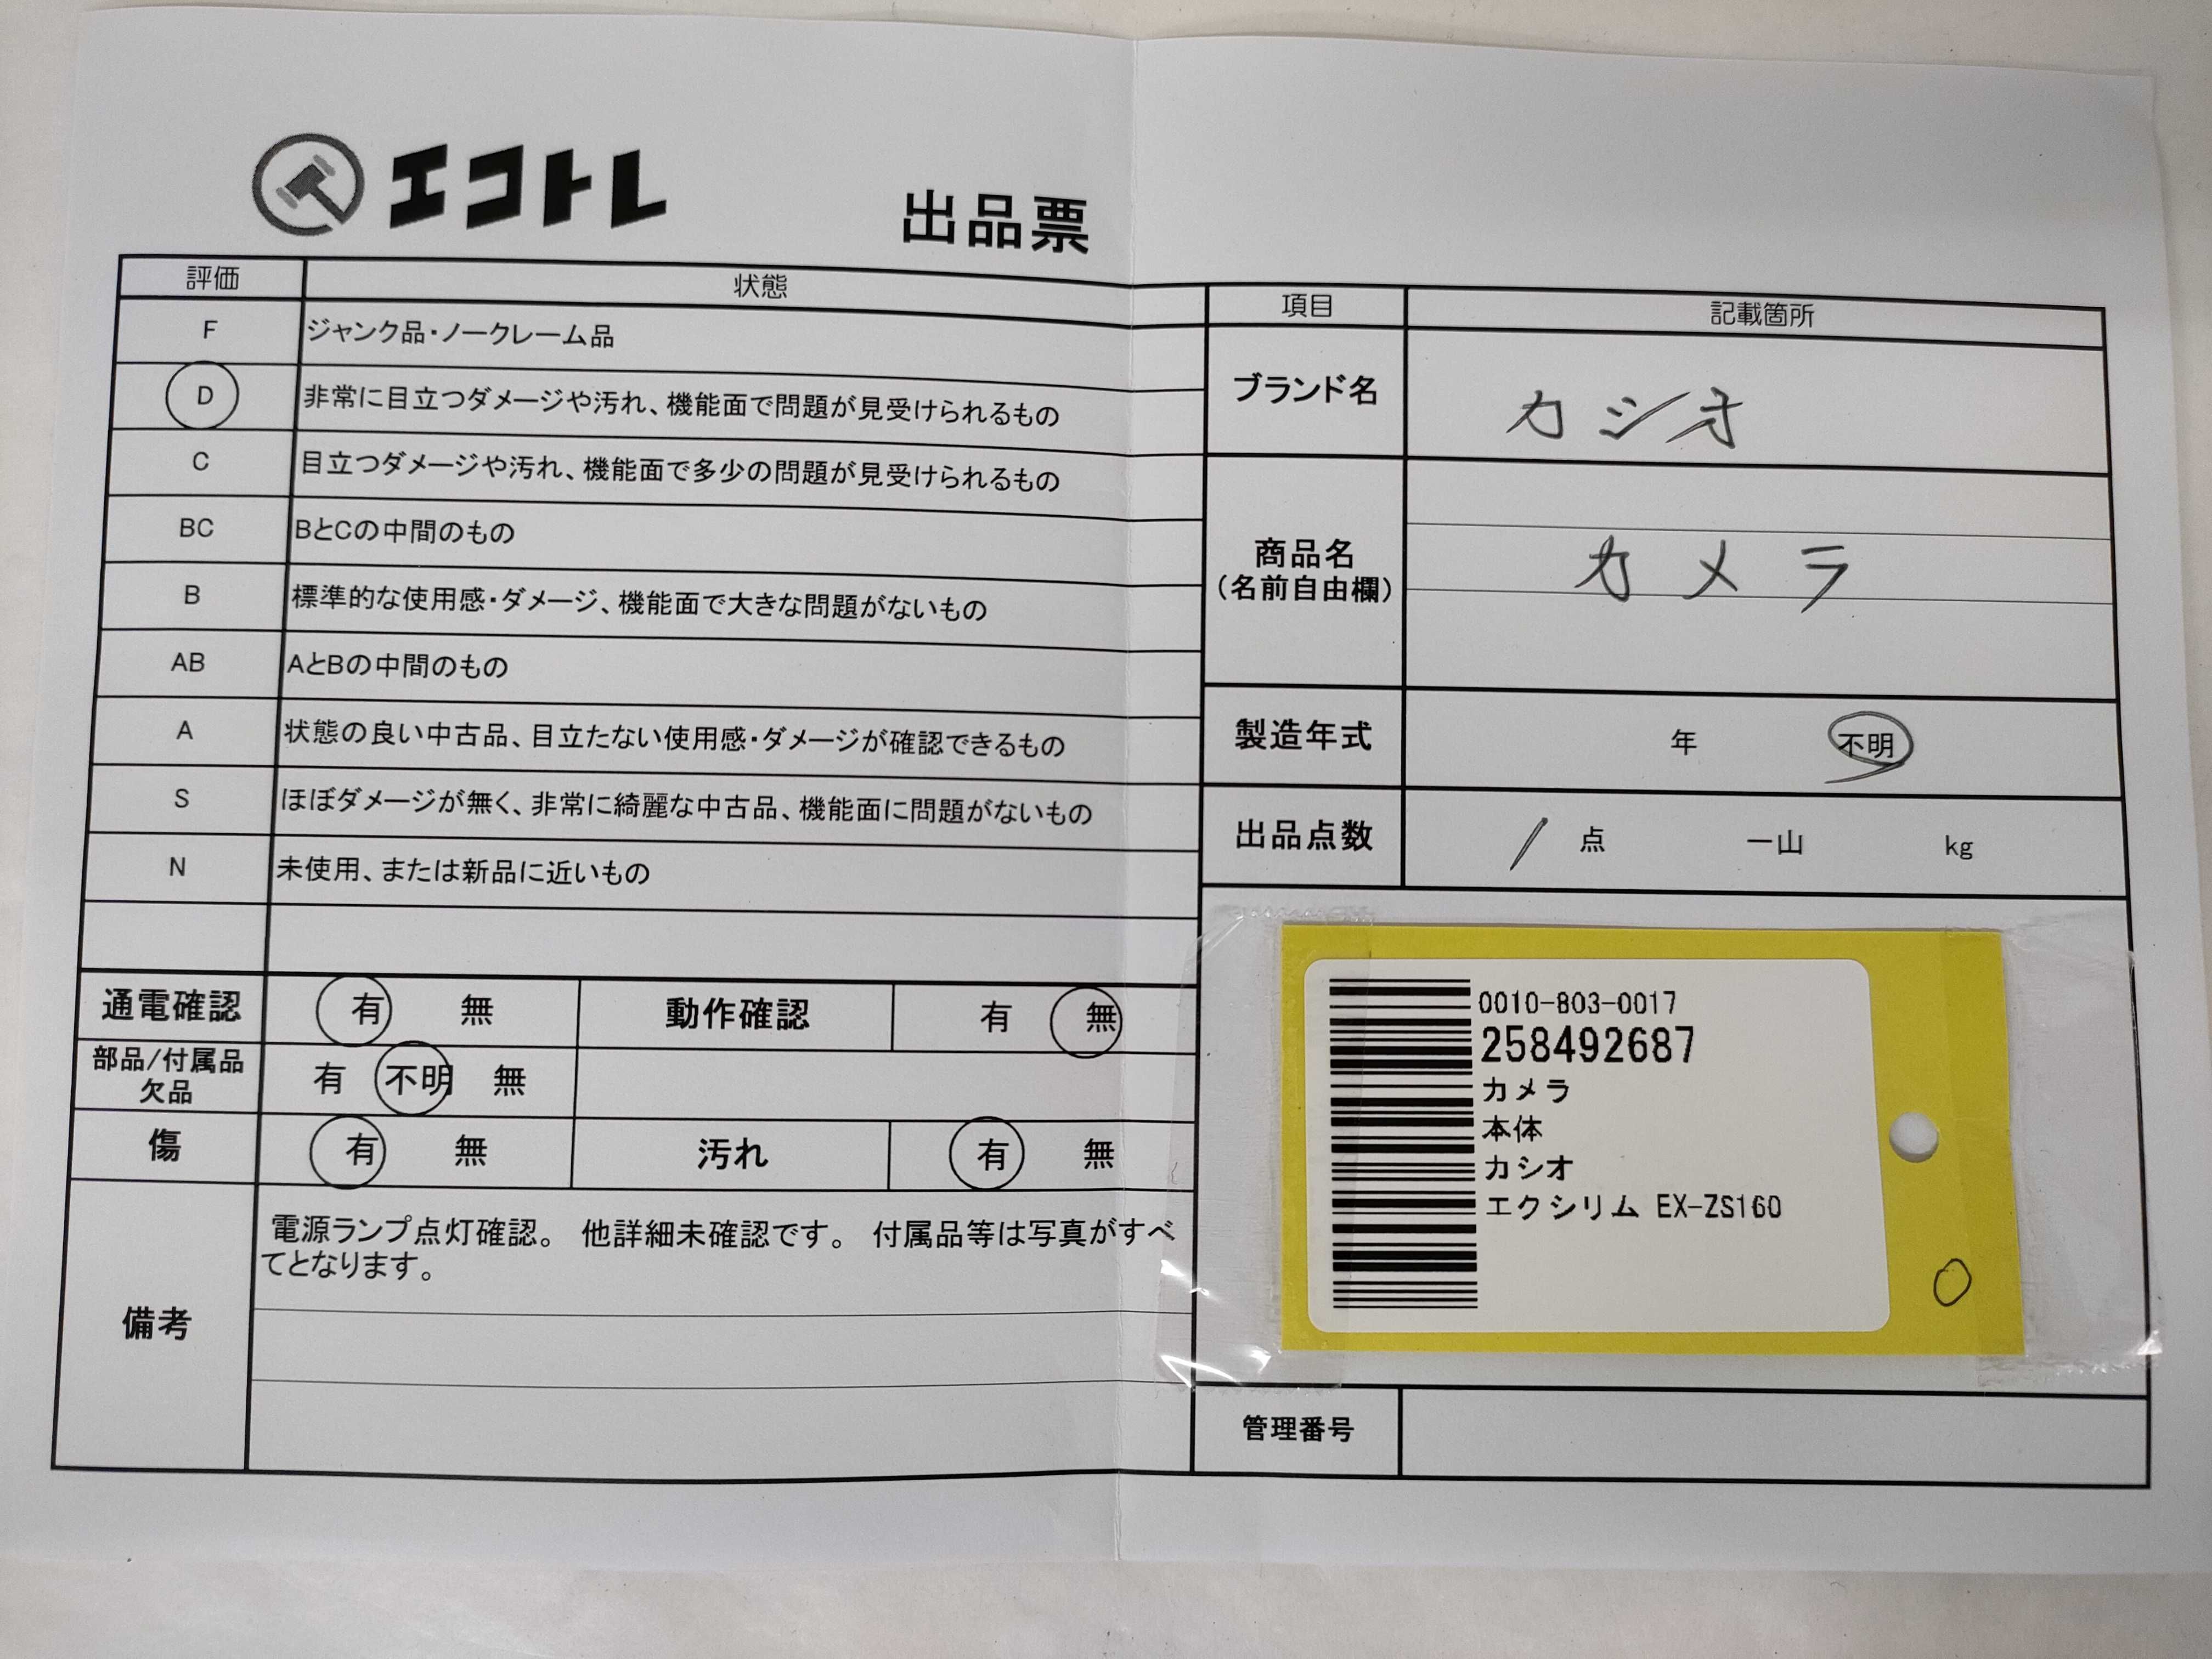 エコトレ
出品票
評価 状態
F ジャンク品・ノークレーム品
D 非常に目立つダメージや汚れ、機能面で問題が見受けられるもの
C 目立つダメージや汚れ、機能面で多少の問題が見受けられるもの
BC BとCの中間のもの
B 標準的な使用感・ダメージ、機能面で大きな問題がないもの
AB AとBの中間のもの
A 状態の良い中古品、目立たない使用感・ダメージが確認できるもの
S ほぼダメージが無く、非常に綺麗な中古品、機能面に問題がないもの
N 未使用、または新品に近いもの
通電確認 有 無 動作確認 有 無
部品/付属品
欠品
有 不明 無
傷 有 無 汚れ 有 無
備考
電源ランプ点灯確認。 他詳細未確認です。 付属品等は写真がすべ
てとなります。
項目 記載箇所
ブランド名 カシオ
商品名
(名前自由欄)
カメラ
製造年式 年 不明
出品点数 1 点 一山 kg
0010-803-0017
258492687
カメラ
本体
カシオ
エクシリム EX-ZS160
管理番号